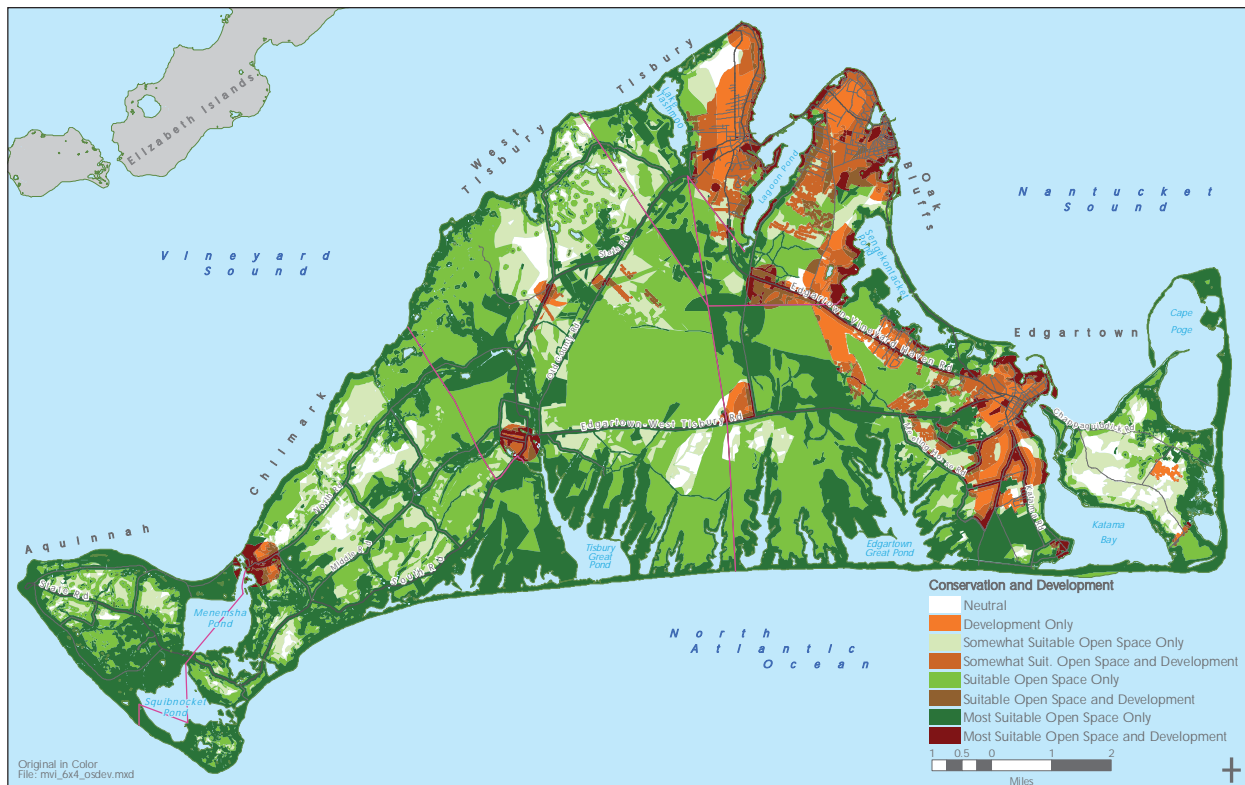 Elizabeth Islands
Vineyard
Sound
West
Tisbury
Tisbury
Lake
Tashmoo
Lagoon Pond
Oak
Bluffs
Nantucket
Sound
Sengekontacket
Pond
State Rd
Old County Rd
Edgartown-Vineyard Haven Rd
Edgartown
Cape
Poge
Chappaquiddick Rd
Edgartown-West Tisbury Rd
Meeting House Rd
Katama Rd
Katama
Bay
Chilmark
North Rd
Middle Rd
South Rd
Tisbury
Great
Pond
Edgartown
Great Pond
Aquinnah
State Rd
Menemsha
Pond
Squibnocket
Pond
North
Atlantic
Ocean
Conservation and Development
Neutral
Development Only
Somewhat Suitable Open Space Only
Somewhat Suit. Open Space and Development
Suitable Open Space Only
Suitable Open Space and Development
Most Suitable Open Space Only
Most Suitable Open Space and Development
1 0.5 0 1 2
Miles
Original in Color
File: mvi_6x4_osdev.mxd